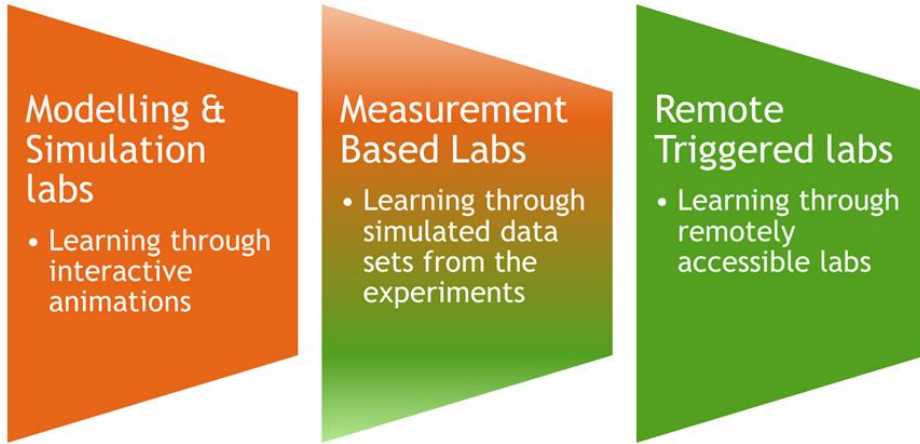 Modelling &
Simulation
labs
• Learning through
interactive
animations
Measurement
Based Labs
• Learning through
simulated data
sets from the
experiments
Remote
Triggered labs
• Learning through
remotely
accessible labs